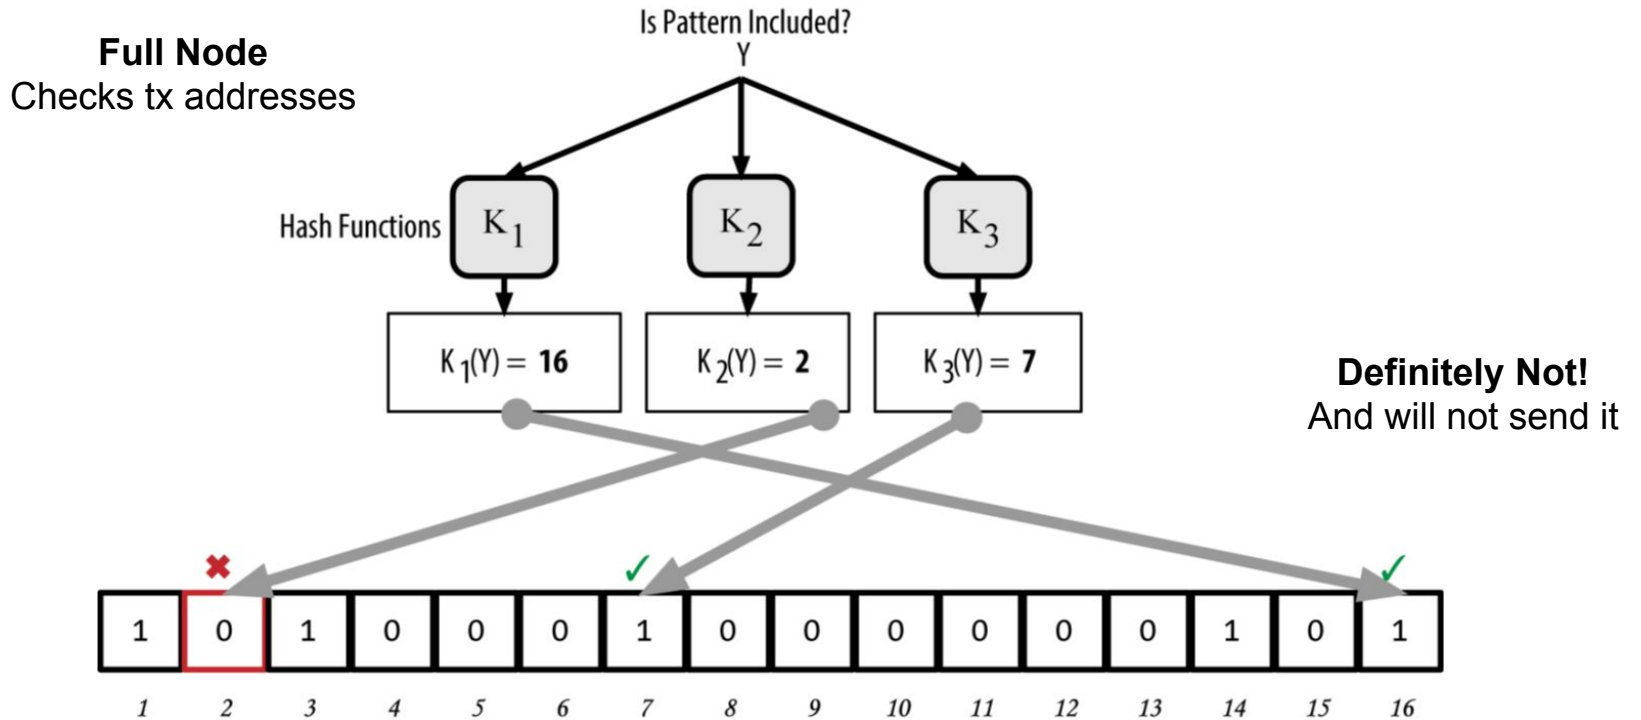 Is Pattern Included?
Y
Full Node
Checks tx addresses
Hash Functions
K1
K2
K3
K1(Y) = 16
K2(Y) = 2
K3(Y) = 7
Definitely Not!
And will not send it
✖ ✓ ✓
1 0 1 0 0 0 1 0 0 0 0 0 0 1 0 1
1 2 3 4 5 6 7 8 9 10 11 12 13 14 15 16